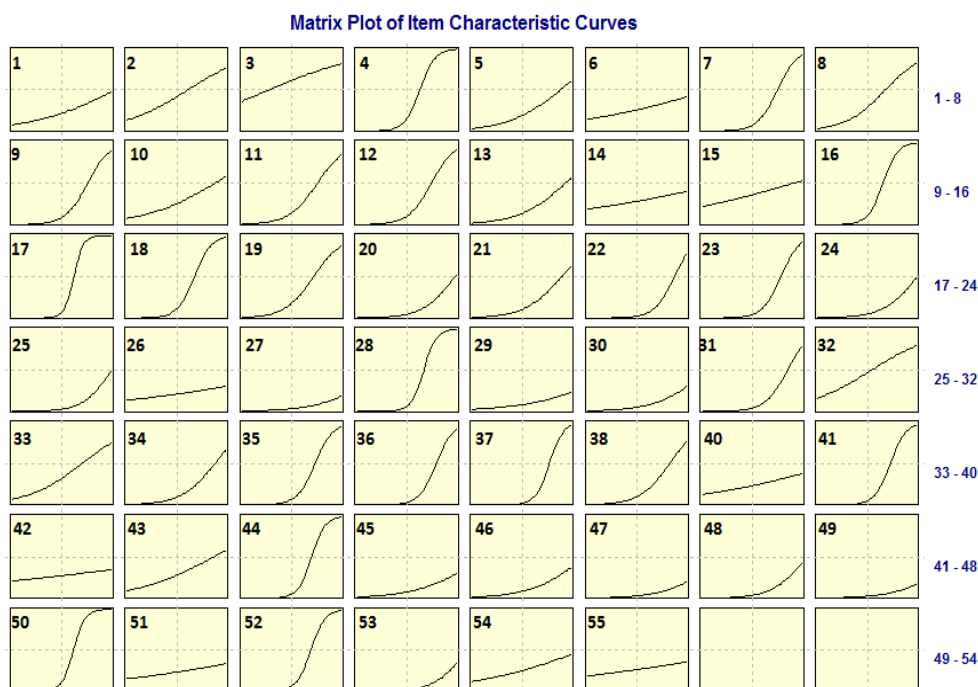 Matrix Plot of Item Characteristic Curves
1 2 3 4 5 6 7 8 1 - 8
9 10 11 12 13 14 15 16 9 - 16
17 18 19 20 21 22 23 24 17 - 24
25 26 27 28 29 30 31 32 25 - 32
33 34 35 36 37 38 40 41 33 - 40
42 43 44 45 46 47 48 49 41 - 48
50 51 52 53 54 55 49 - 54